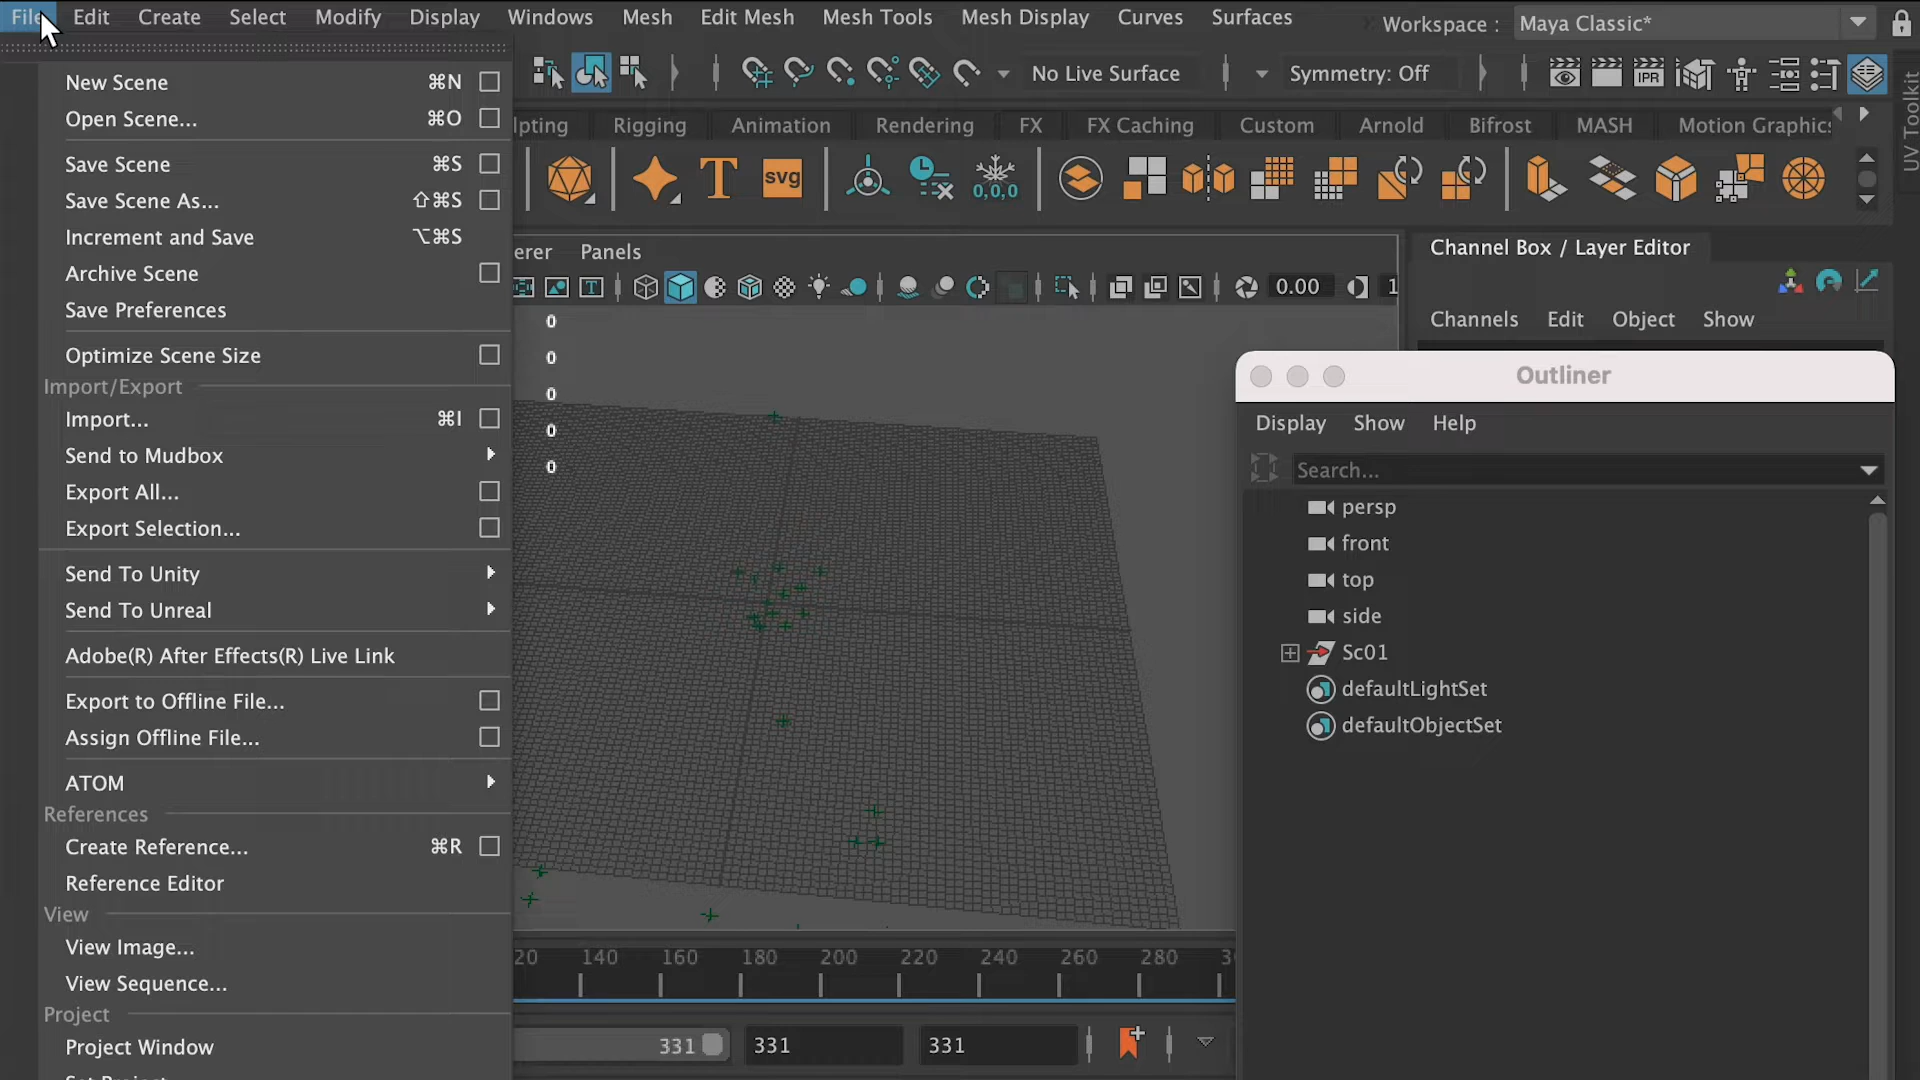 File Edit Create Select Modify Display Windows Mesh Edit Mesh Mesh Tools Mesh Display Curves Surfaces Workspace : Maya Classic*
No Live Surface Symmetry: Off
IPR
lpting Rigging Animation Rendering FX FX Caching Custom Arnold Bifrost MASH Motion Graphics
UV Toolkit
T svg 0,0,0
New Scene ⌘N
Open Scene... ⌘O
Save Scene ⌘S
Save Scene As... ⇧⌘S
Increment and Save ⌥⌘S
Archive Scene
Save Preferences
Optimize Scene Size
Import/Export
Import... ⌘I
Send to Mudbox
Export All...
Export Selection...
Send To Unity
Send To Unreal
Adobe(R) After Effects(R) Live Link
Export to Offline File...
Assign Offline File...
ATOM
References
Create Reference... ⌘R
Reference Editor
View
View Image...
View Sequence...
Project
Project Window
erer Panels
0.00 1
0
0
0
0
0
20 140 160 180 200 220 240 260 280 3
331 331 331
Channel Box / Layer Editor
Channels Edit Object Show
Outliner
Display Show Help
Search...
persp
front
top
side
Sc01
defaultLightSet
defaultObjectSet